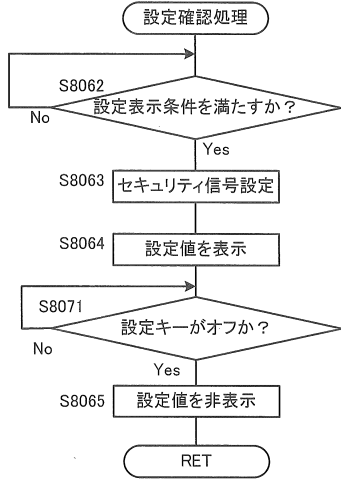 設定確認処理
S8062
設定表示条件を満たすか？
No
Yes
S8063
セキュリティ信号設定
S8064
設定値を表示
S8071
設定キーがオフか？
No
Yes
S8065
設定値を非表示
RET